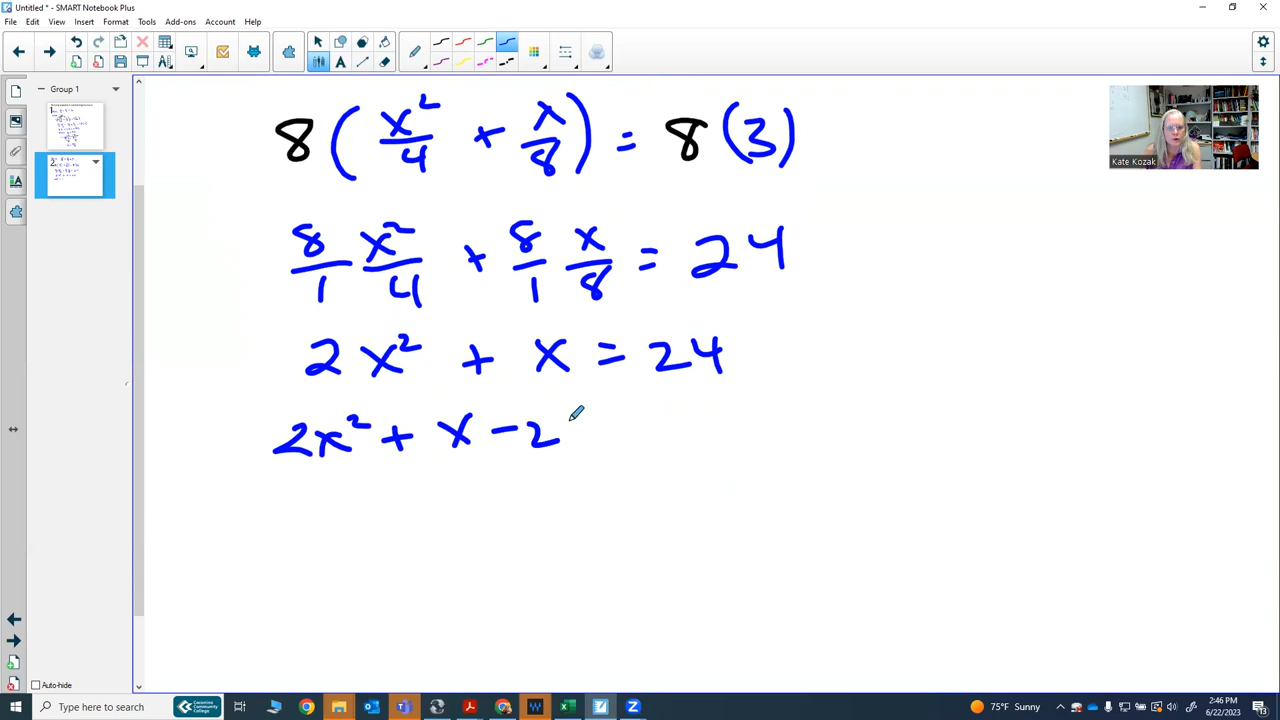 Untitled * - SMART Notebook Plus
File Edit View Insert Format Tools Add-ons Account Help
Group 1
Kate Kozak
8 ( x²/4 + x/8 ) = 8 (3)
8/1 x²/4 + 8/1 x/8 = 24
2x² + x = 24
2x² + x - 2
Auto-hide
Type here to search
75°F Sunny
2:46 PM
6/22/2023